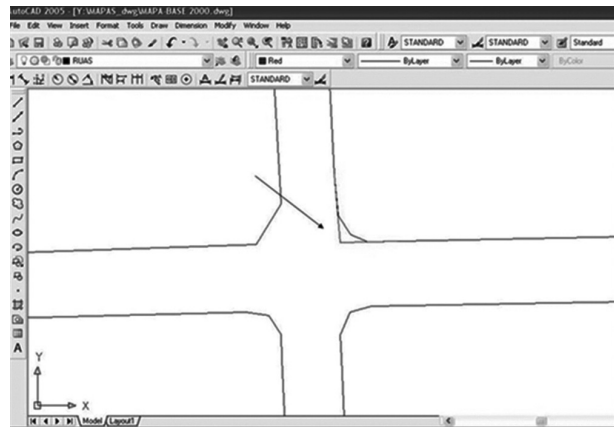 AutoCAD 2005 - [Y:\MAPAS_dwg\MAPA-BASE 2000.dwg]
File Edit View Insert Format Tools Draw Dimension Modify Window Help
STANDARD STANDARD Standard
RUAS Red ByLayer ByLayer ByColor
STANDARD
A
Y
X
Model Layout1